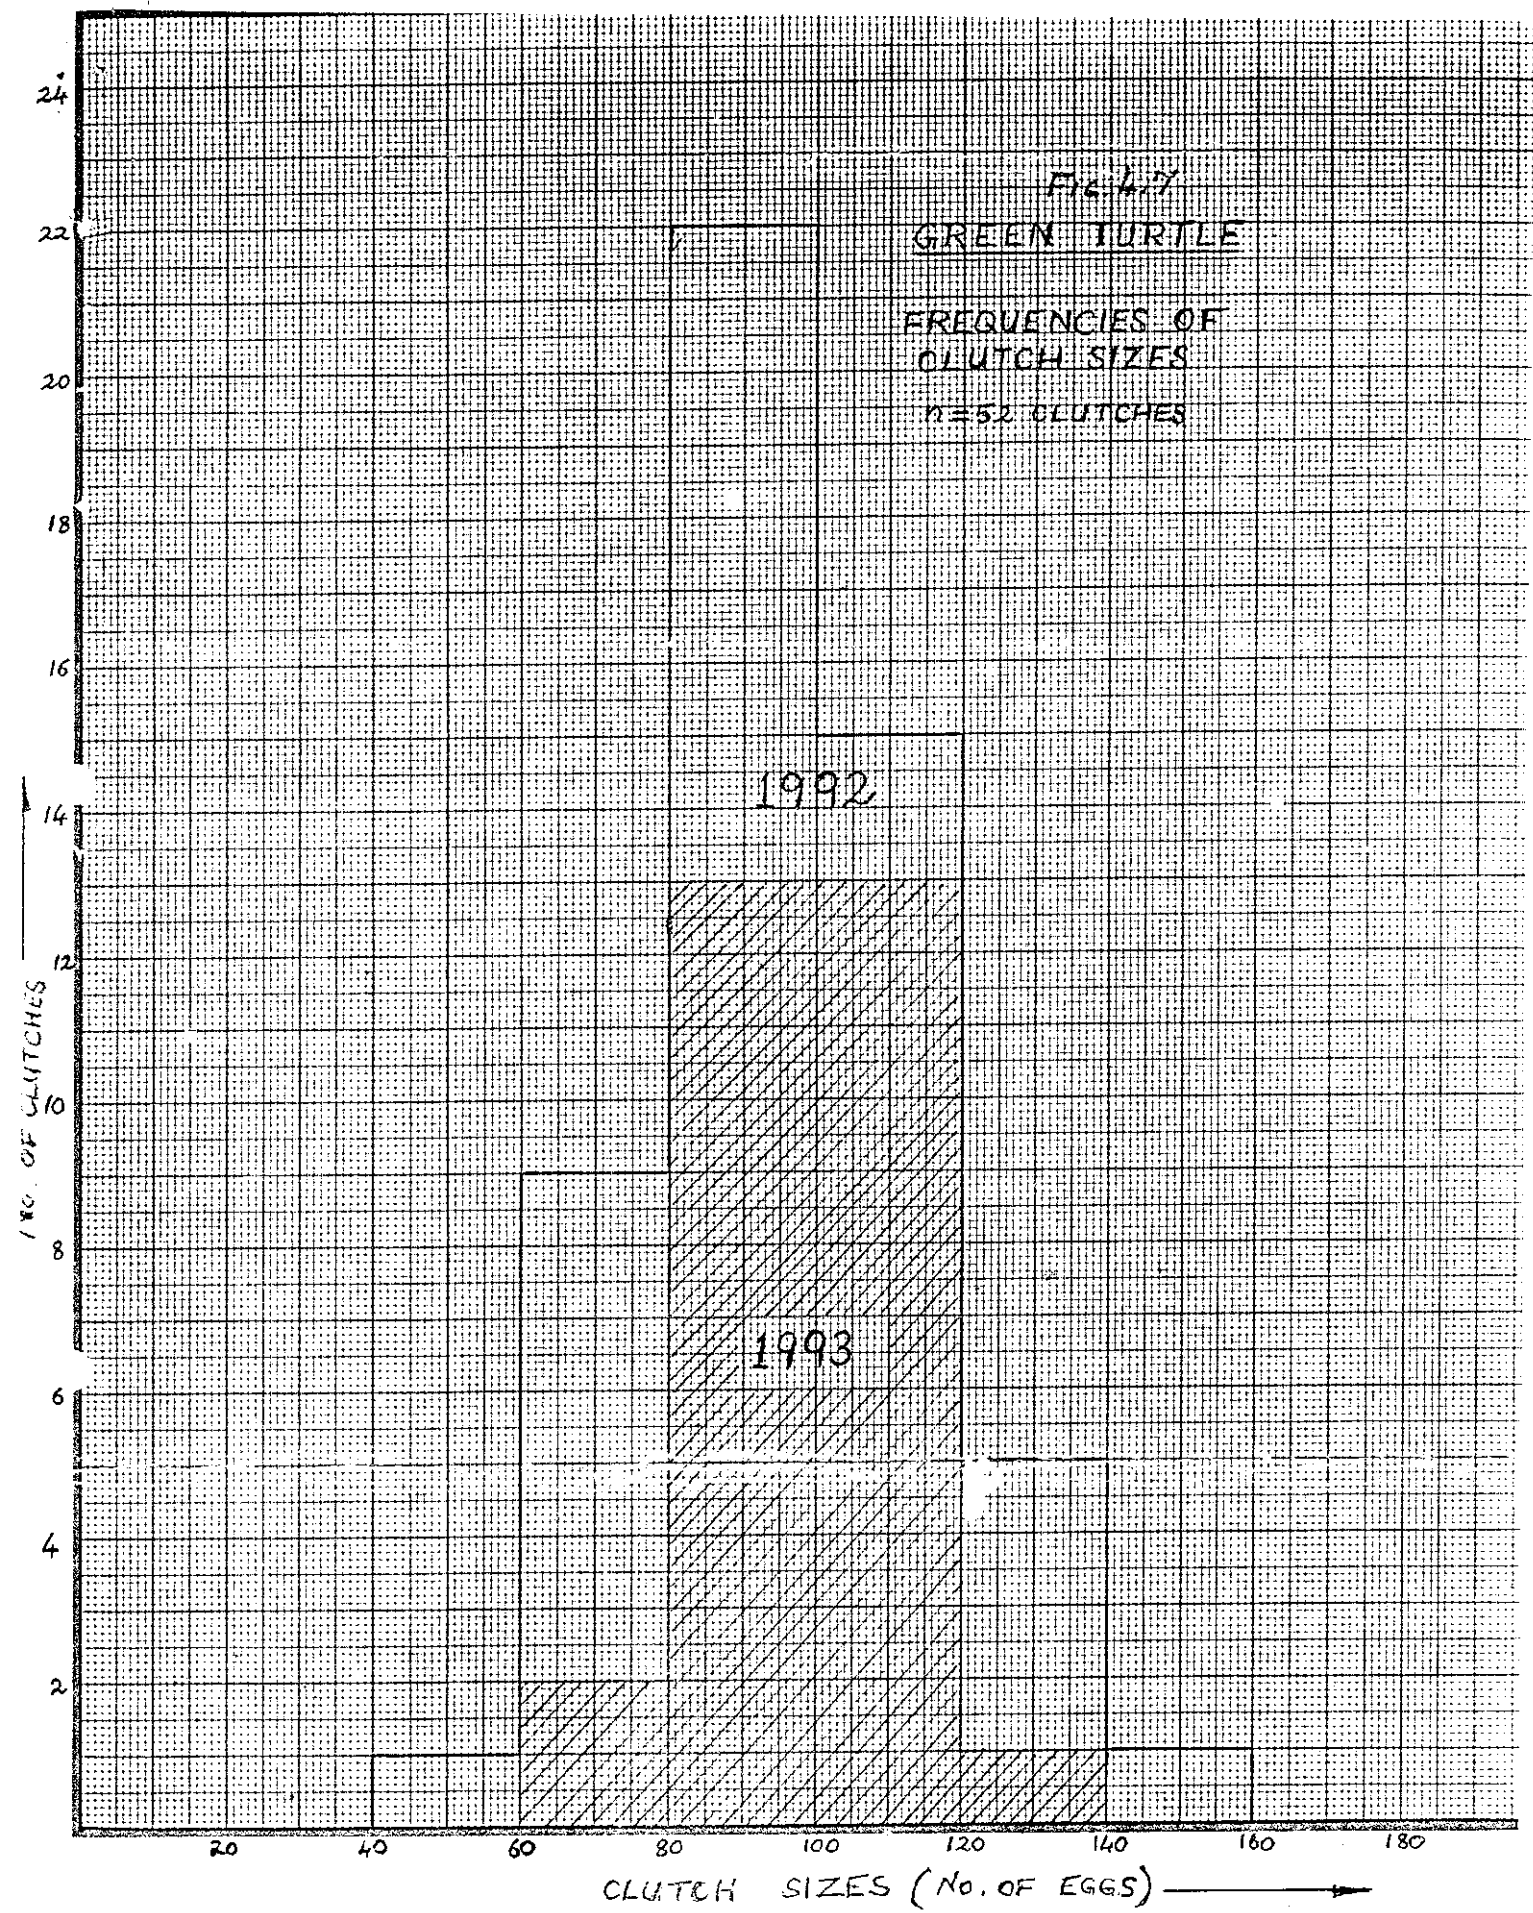 Fig. 4.7
GREEN TURTLE
FREQUENCIES OF
CLUTCH SIZES
n=52 CLUTCHES
24
22
20
18
16
14
12
10
8
6
4
2
1992
1993
NO. OF CLUTCHES
20 40 60 80 100 120 140 160 180
CLUTCH SIZES (NO. OF EGGS)